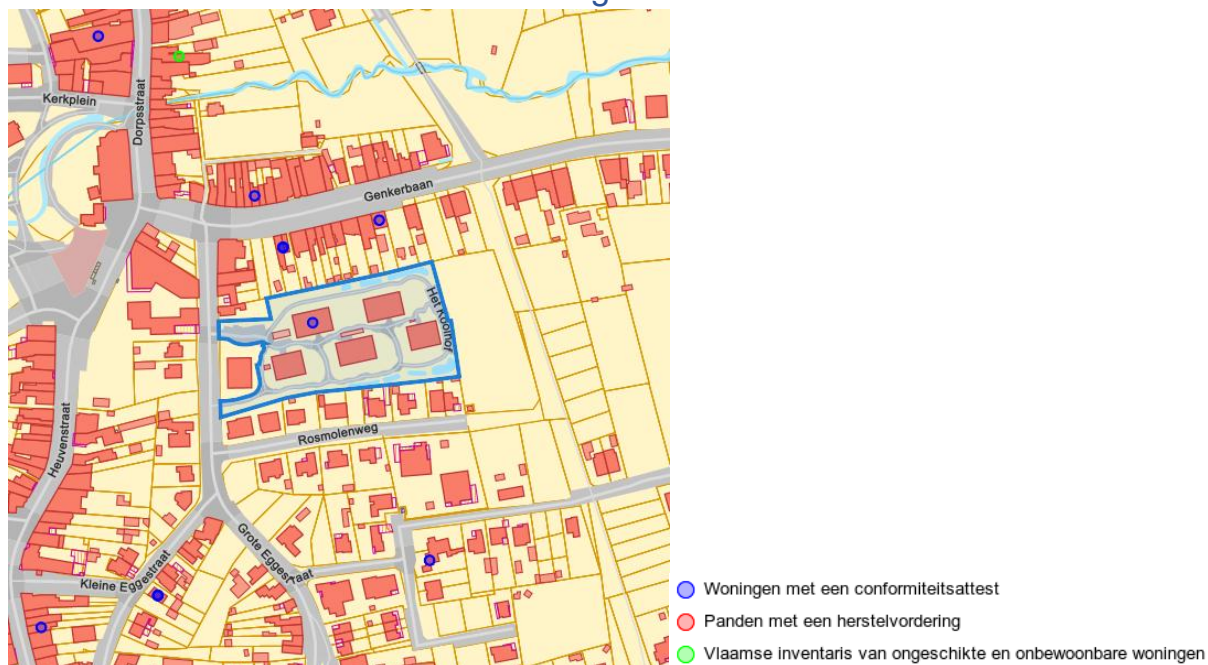 Kerkplein
Dorpsstraat
Genkerbaan
Het Koolhof
Heuvenstraat
Rosmolenweg
Grote Eggestraat
Kleine Eggestraat
Woningen met een conformiteitsattest
Panden met een herstelvordering
Vlaamse inventaris van ongeschikte en onbewoonbare woningen